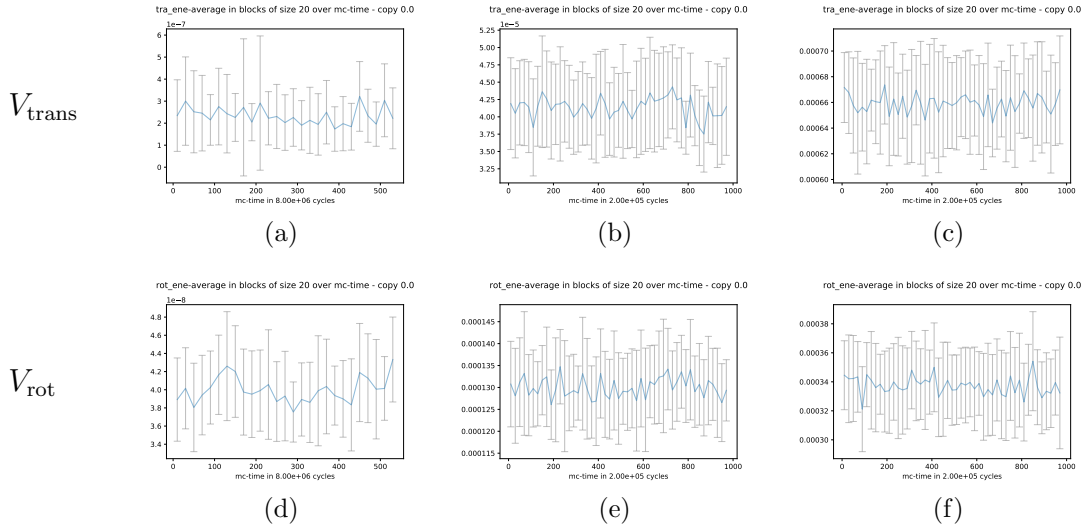 tra_ene-average in blocks of size 20 over mc-time - copy 0.0
1e−7
6
5
4
3
2
1
0
0 100 200 300 400 500
mc-time in 8.00e+06 cycles
(a)
tra_ene-average in blocks of size 20 over mc-time - copy 0.0
1e−5
5.25
5.00
4.75
4.50
4.25
4.00
3.75
3.50
3.25
0 200 400 600 800 1000
mc-time in 2.00e+05 cycles
(b)
tra_ene-average in blocks of size 20 over mc-time - copy 0.0
0.00070
0.00068
0.00066
0.00064
0.00062
0.00060
0 200 400 600 800 1000
mc-time in 2.00e+05 cycles
(c)
Vtrans
rot_ene-average in blocks of size 20 over mc-time - copy 0.0
1e−8
4.8
4.6
4.4
4.2
4.0
3.8
3.6
3.4
0 100 200 300 400 500
mc-time in 8.00e+06 cycles
(d)
rot_ene-average in blocks of size 20 over mc-time - copy 0.0
0.000145
0.000140
0.000135
0.000130
0.000125
0.000120
0.000115
0 200 400 600 800 1000
mc-time in 2.00e+05 cycles
(e)
rot_ene-average in blocks of size 20 over mc-time - copy 0.0
0.00038
0.00036
0.00034
0.00032
0.00030
0 200 400 600 800 1000
mc-time in 2.00e+05 cycles
(f)
Vrot